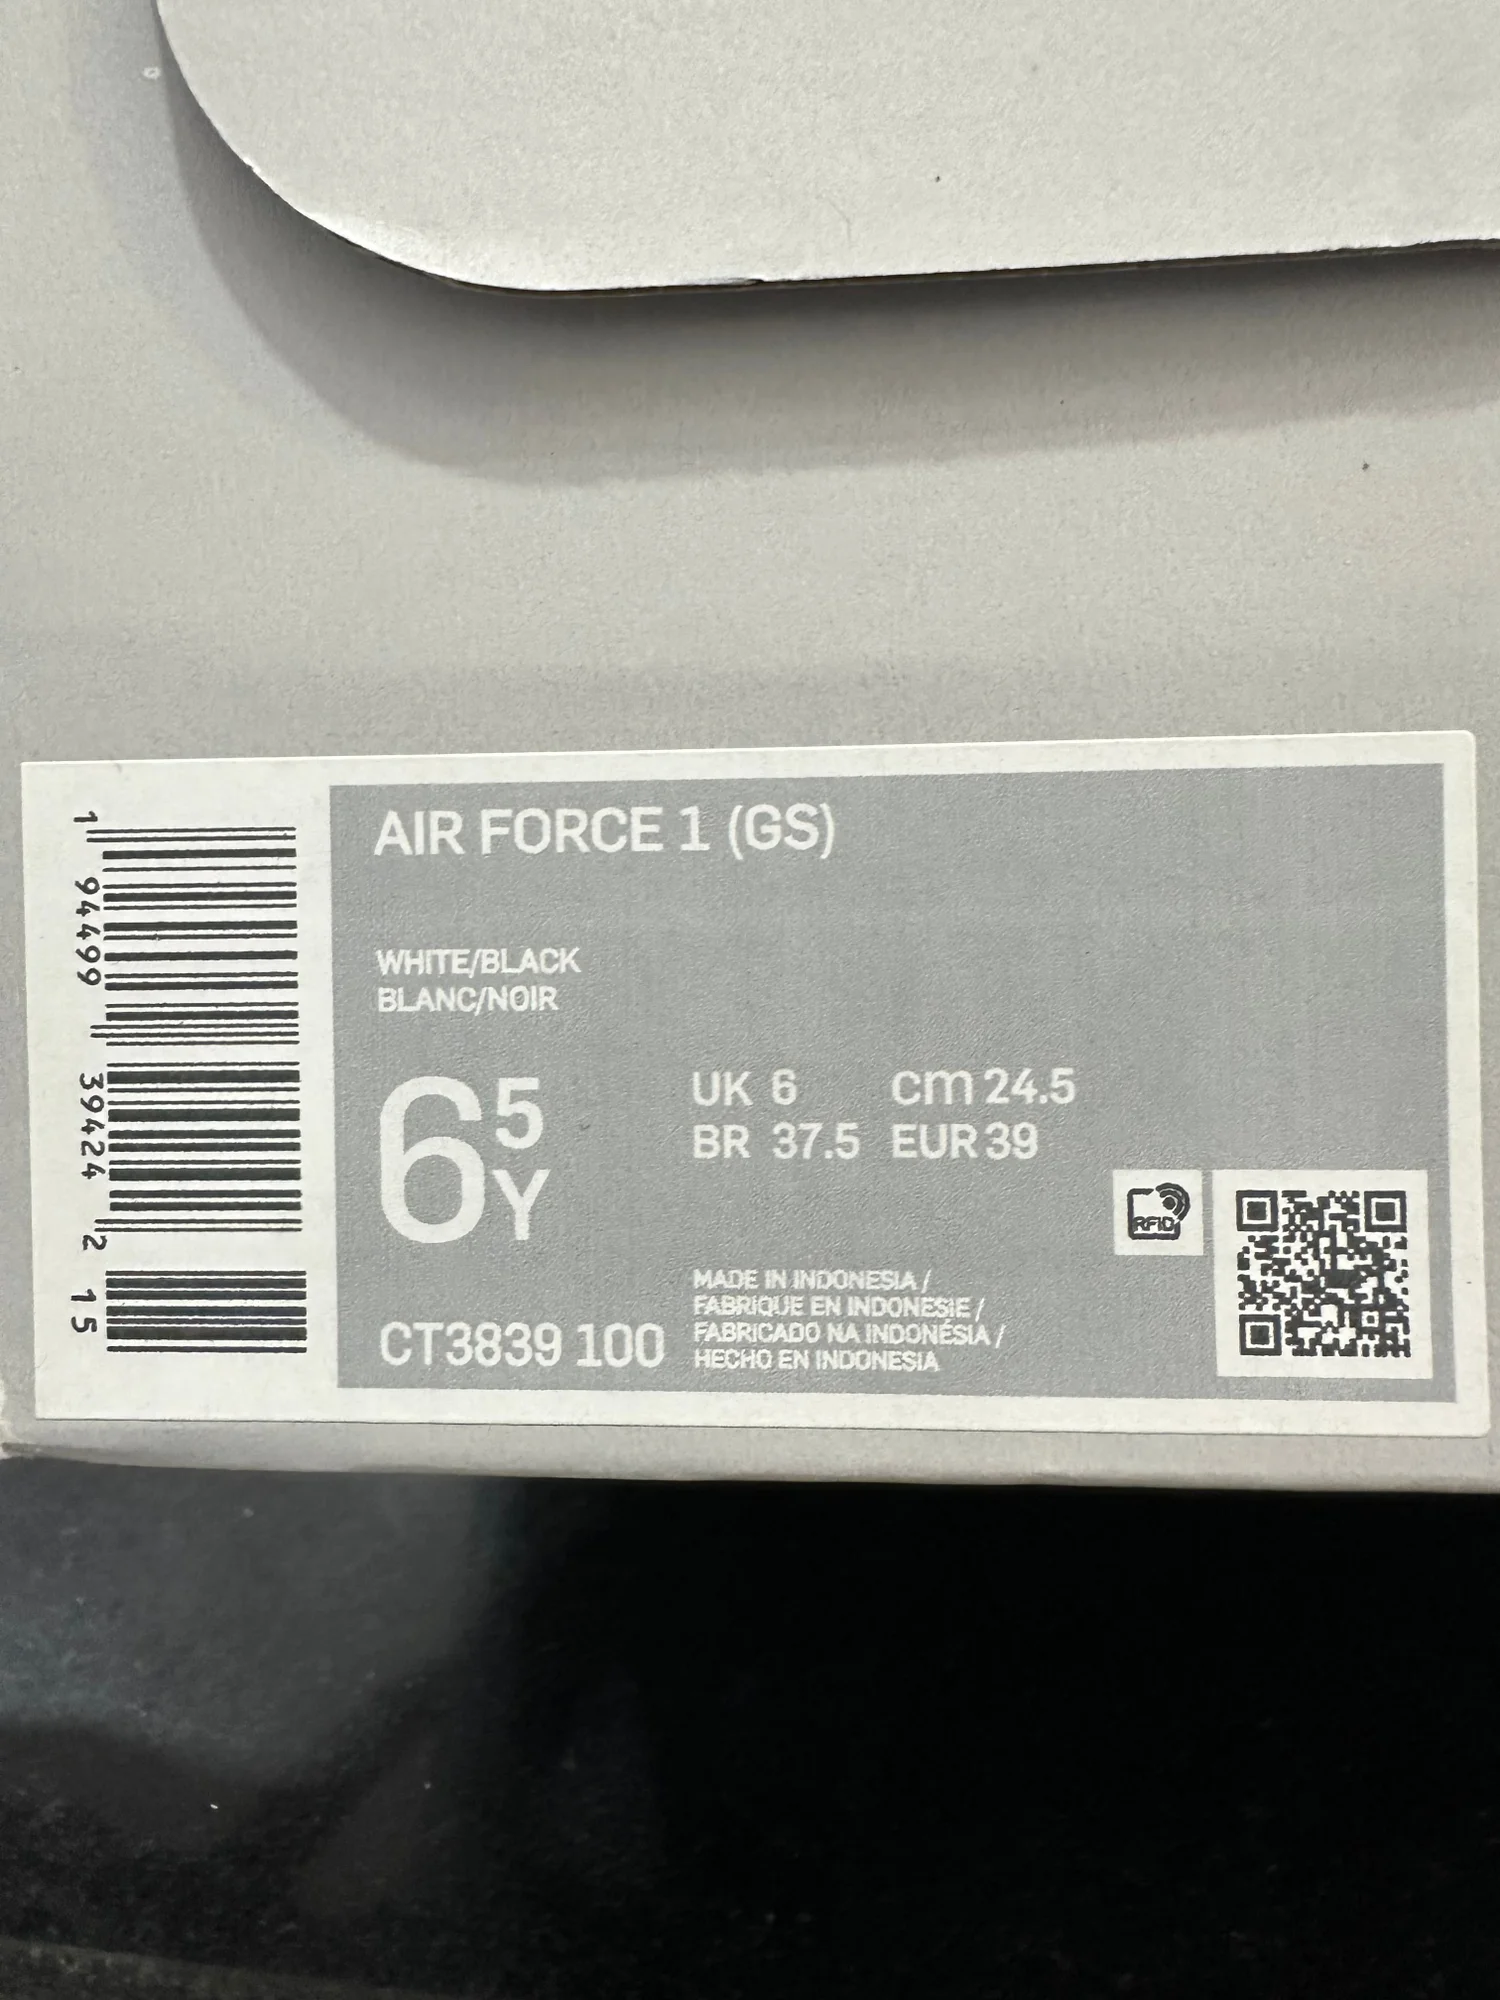 AIR FORCE 1 (GS)
WHITE/BLACK
BLANC/NOIR
6 5 Y
UK 6 cm 24.5
BR 37.5 EUR 39
RFID
CT3839 100
MADE IN INDONESIA /
FABRIQUE EN INDONESIE /
FABRICADO NA INDONÉSIA /
HECHO EN INDONESIA
1 94499 39424 2 15